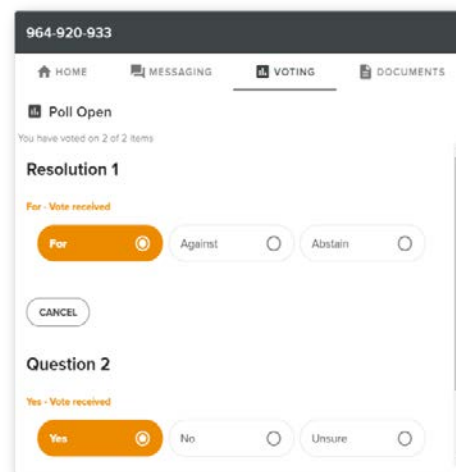 964-920-933
HOME MESSAGING VOTING DOCUMENTS
Poll Open
You have voted on 2 of 2 items
Resolution 1
For - Vote received
For Against Abstain
CANCEL
Question 2
Yes - Vote received
Yes No Unsure